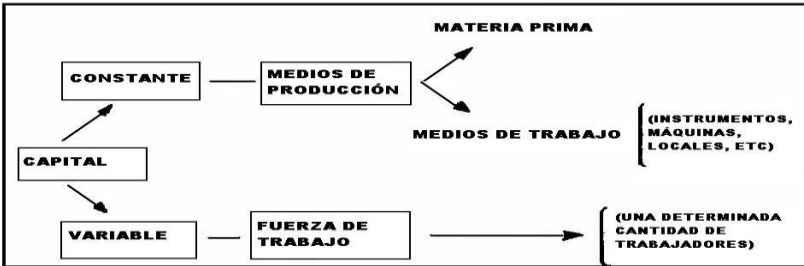 MATERIA PRIMA
CONSTANTE
MEDIOS DE
PRODUCCIÓN
MEDIOS DE TRABAJO
(INSTRUMENTOS,
MÁQUINAS,
LOCALES, ETC)
CAPITAL
VARIABLE
FUERZA DE
TRABAJO
(UNA DETERMINADA
CANTIDAD DE
TRABAJADORES)